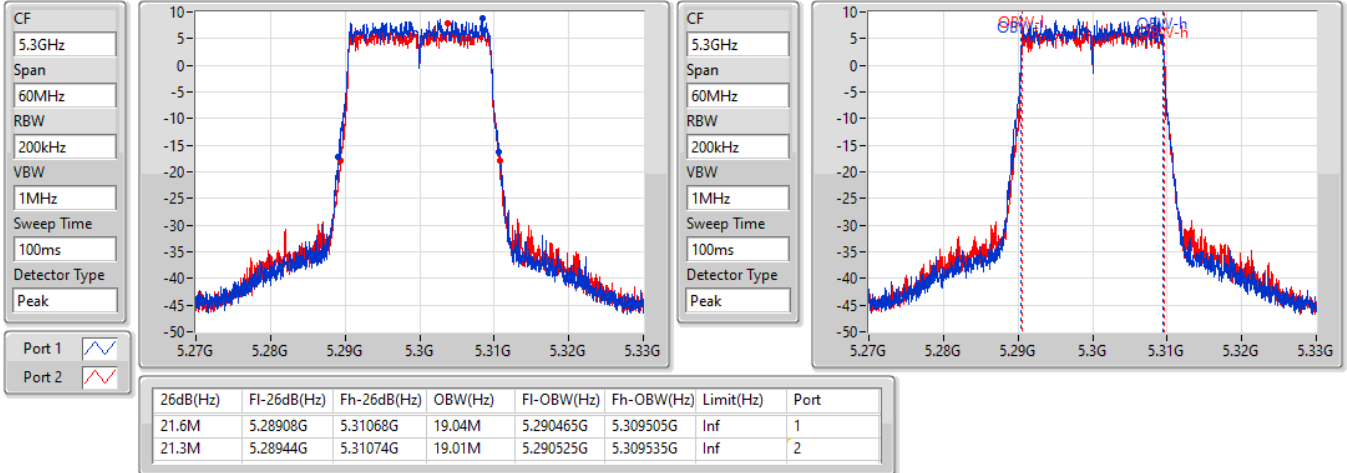 CF
5.3GHz
Span
60MHz
RBW
200kHz
VBW
1MHz
Sweep Time
100ms
Detector Type
Peak
Port 1
Port 2
10
5
0
-5
-10
-15
-20
-25
-30
-35
-40
-45
-50
5.27G 5.28G 5.29G 5.3G 5.31G 5.32G 5.33G
CF
5.3GHz
Span
60MHz
RBW
200kHz
VBW
1MHz
Sweep Time
100ms
Detector Type
Peak
OBW-l OBW-h
OBW-l OBW-h
10
5
0
-5
-10
-15
-20
-25
-30
-35
-40
-45
-50
5.27G 5.28G 5.29G 5.3G 5.31G 5.32G 5.33G
26dB(Hz) Fl-26dB(Hz) Fh-26dB(Hz) OBW(Hz) Fl-OBW(Hz) Fh-OBW(Hz) Limit(Hz) Port
21.6M 5.28908G 5.31068G 19.04M 5.290465G 5.309505G Inf 1
21.3M 5.28944G 5.31074G 19.01M 5.290525G 5.309535G Inf 2